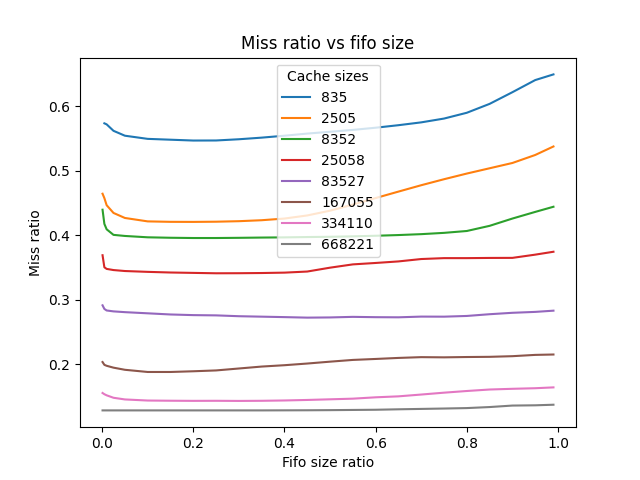 Miss ratio vs fifo size
Cache sizes
835
2505
8352
25058
83527
167055
334110
668221
0.6
0.5
0.4
0.3
0.2
Miss ratio
0.0 0.2 0.4 0.6 0.8 1.0
Fifo size ratio